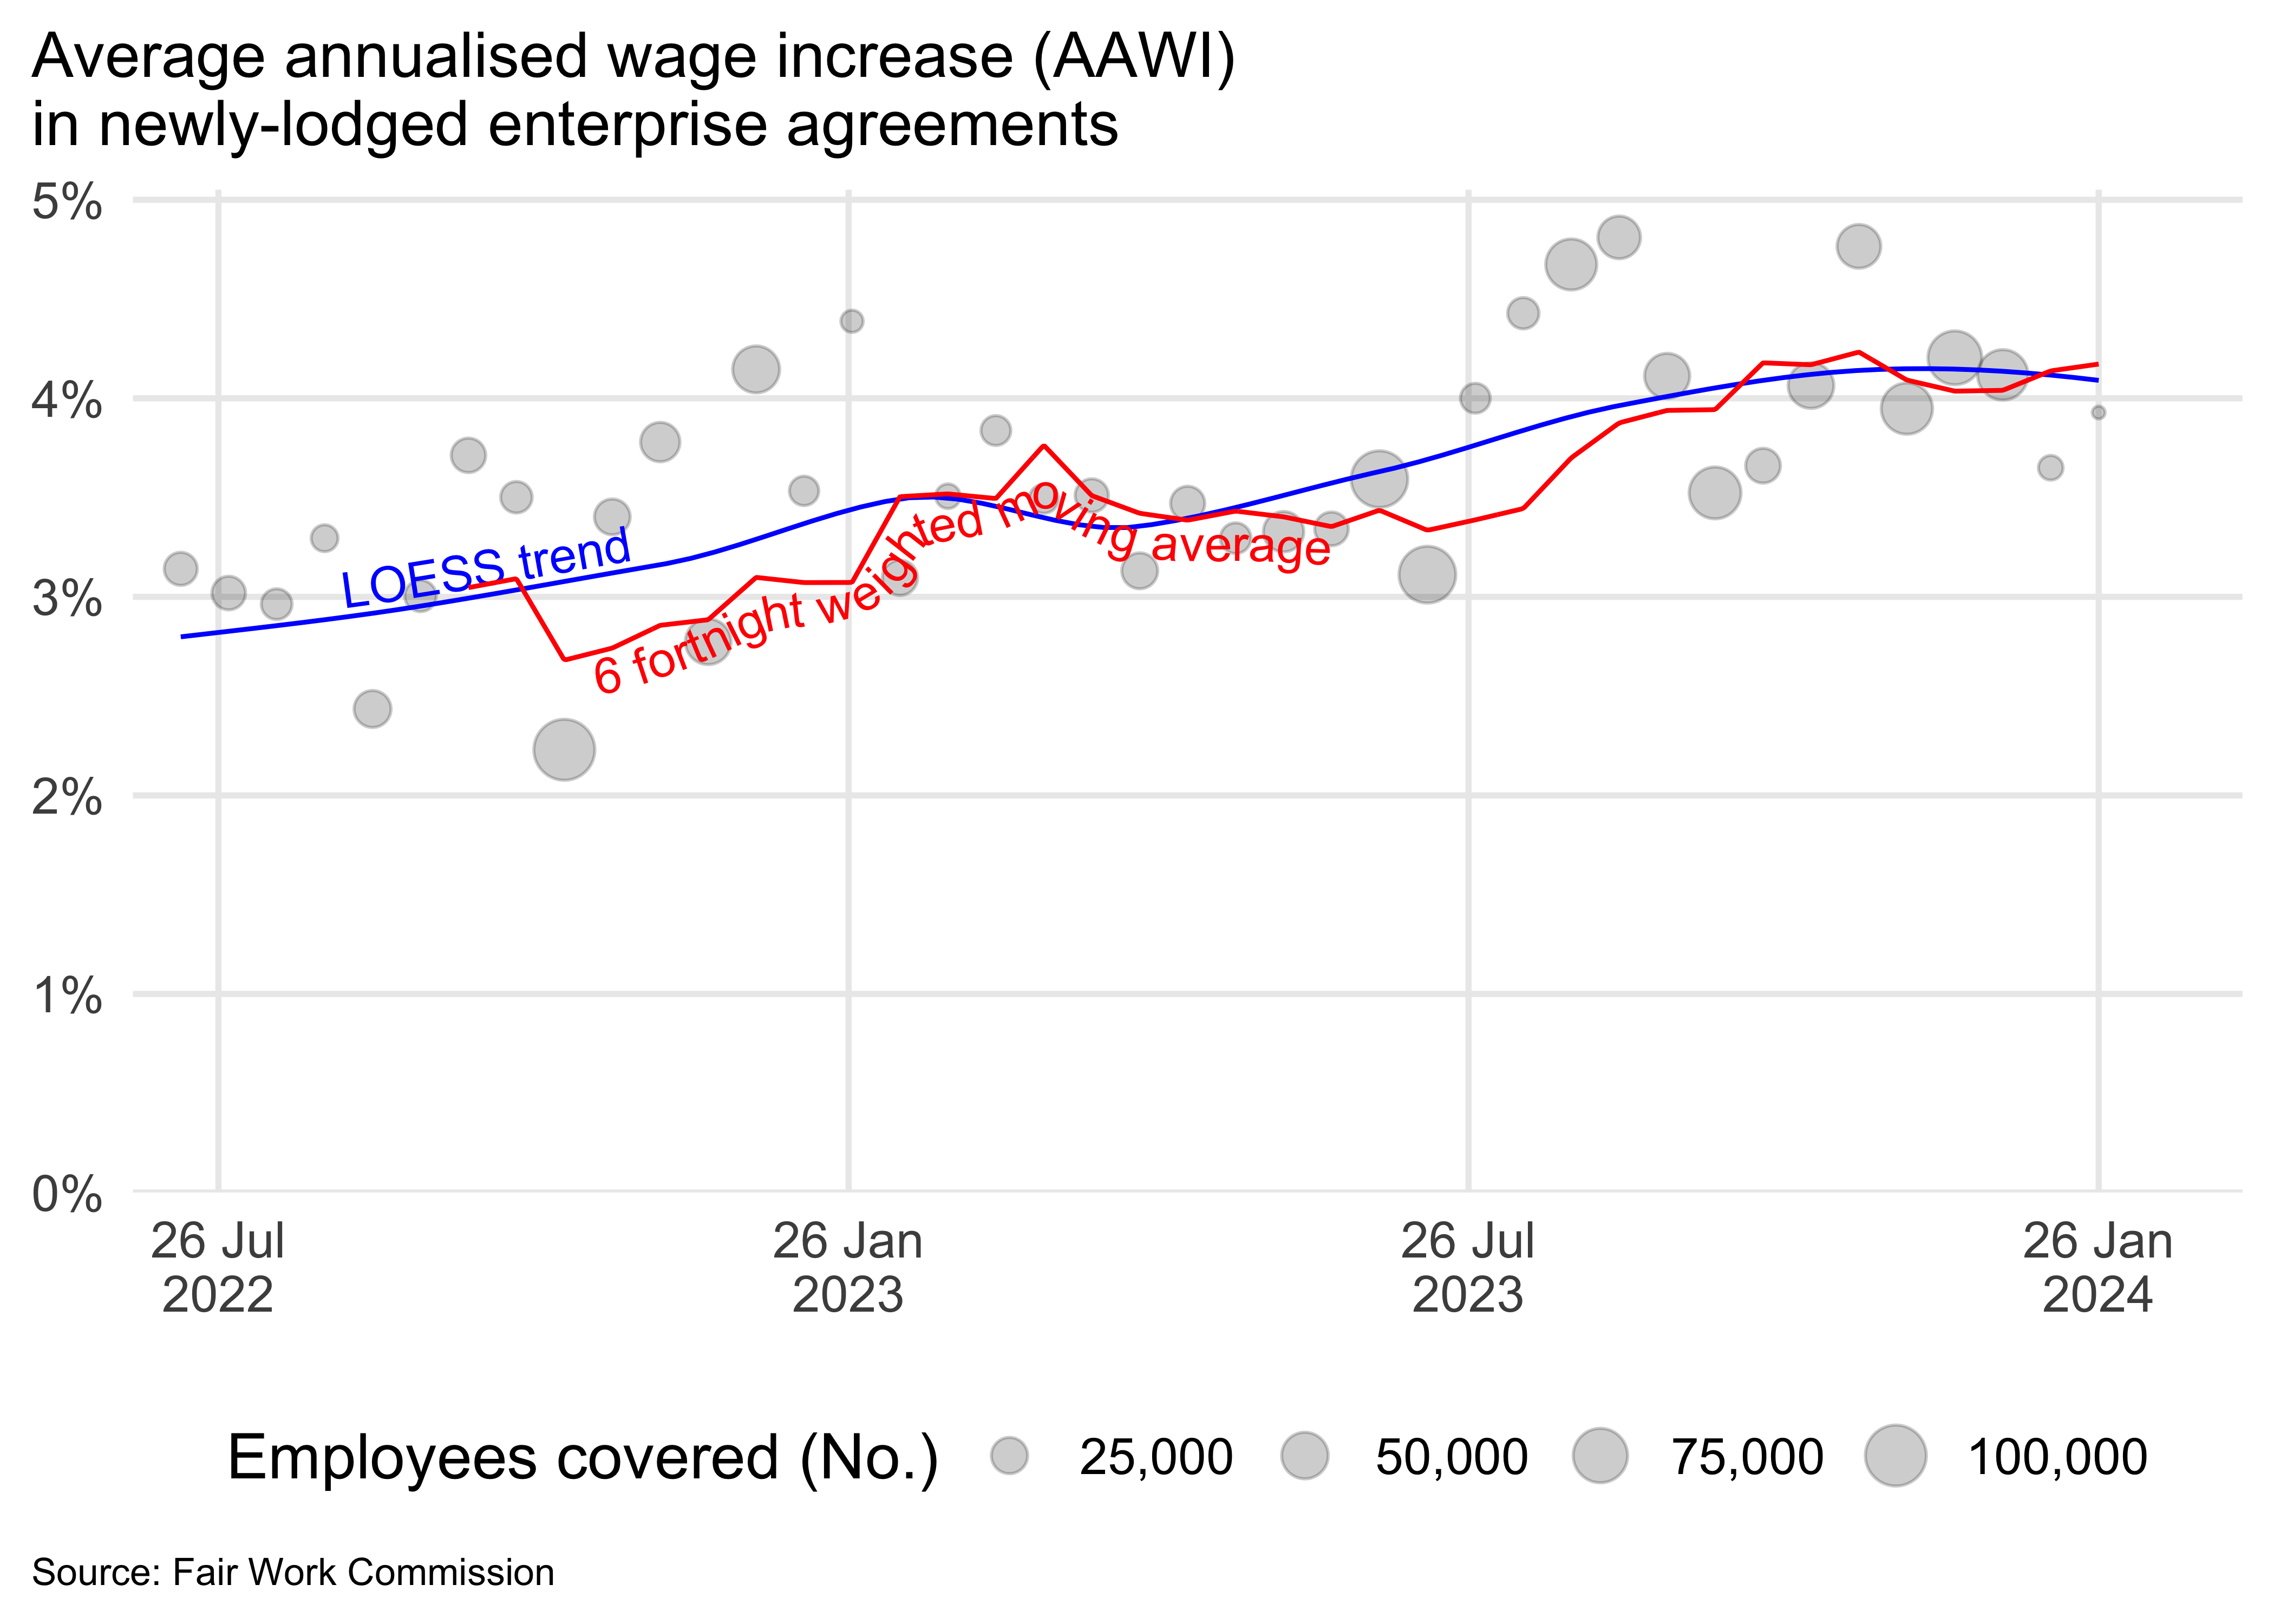 Average annualised wage increase (AAWI)
in newly-lodged enterprise agreements
5%
4%
3%
2%
1%
0%
LOESS trend
6 fortnight weighted moving average
26 Jul
2022
26 Jan
2023
26 Jul
2023
26 Jan
2024
Employees covered (No.)
25,000
50,000
75,000
100,000
Source: Fair Work Commission